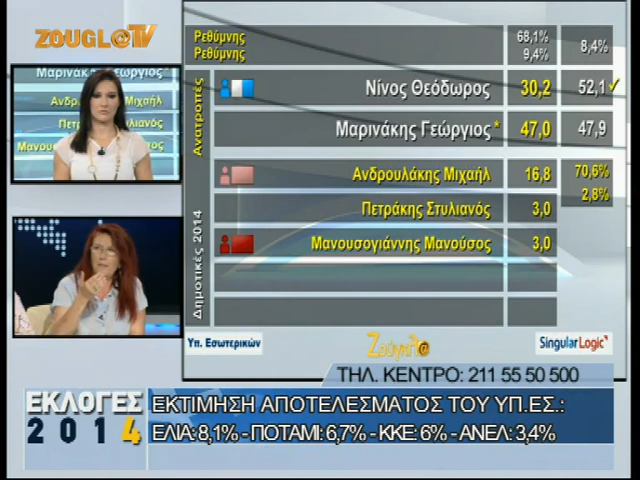 ZOUGL@TV
Ρεθύμνης 68,1%
Ρεθύμνης 9,4% 8,4%
Ανατροπές
Νίνος Θεόδωρος 30,2 52,1
Μαρινάκης Γεώργιος * 47,0 47,9
Δημοτικές 2014
Ανδρουλάκης Μιχαήλ 16,8 70,6%
2,8%
Πετράκης Στυλιανός 3,0
Μανουσογιάννης Μανούσος 3,0
Μαρινάκης Γεώργιος
Ανδρουλάκης Μιχαήλ
Πετράκης Στυλιανός
Μανουσογιάννης Μανούσος
Υπ. Εσωτερικών
Ζούγκλ@
SingularLogic
ΤΗΛ. ΚΕΝΤΡΟ: 211 55 50 500
ΕΚΛΟΓΕΣ
2014
ΕΚΤΙΜΗΣΗ ΑΠΟΤΕΛΕΣΜΑΤΟΣ ΤΟΥ ΥΠ.ΕΣ.:
ΕΛΙΑ: 8,1% - ΠΟΤΑΜΙ: 6,7% - ΚΚΕ: 6% - ΑΝΕΛ: 3,4%